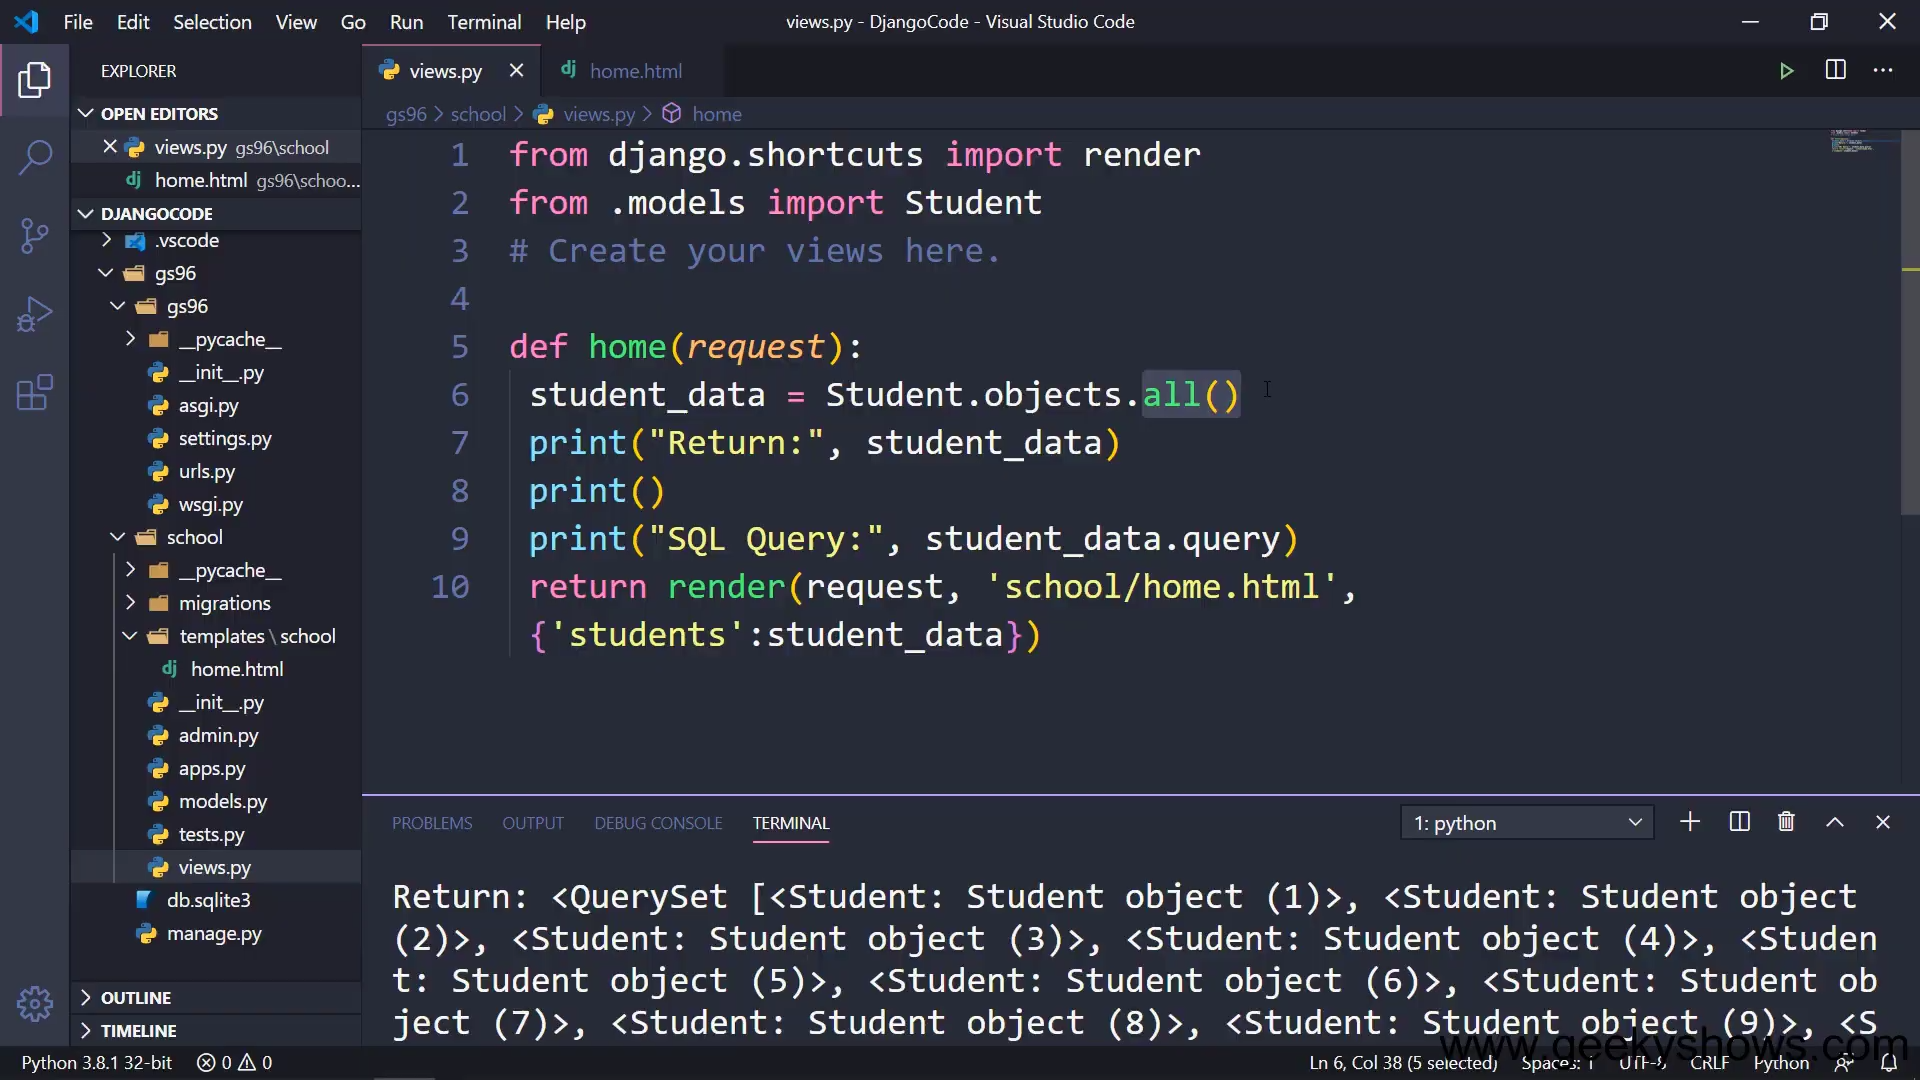 File Edit Selection View Go Run Terminal Help
views.py - DjangoCode - Visual Studio Code
EXPLORER
OPEN EDITORS
views.py gs96\school
home.html gs96\schoo...
DJANGOCODE
.vscode
gs96
gs96
__pycache__
__init__.py
asgi.py
settings.py
urls.py
wsgi.py
school
__pycache__
migrations
templates \ school
home.html
__init__.py
admin.py
apps.py
models.py
tests.py
views.py
db.sqlite3
manage.py
OUTLINE
TIMELINE
views.py
home.html
gs96 > school > views.py > home
1 from django.shortcuts import render
2 from .models import Student
3 # Create your views here.
4
5 def home(request):
6 student_data = Student.objects.all()
7 print("Return:", student_data)
8 print()
9 print("SQL Query:", student_data.query)
10 return render(request, 'school/home.html',
{'students':student_data})
PROBLEMS OUTPUT DEBUG CONSOLE TERMINAL
1: python
Return: <QuerySet [<Student: Student object (1)>, <Student: Student object
(2)>, <Student: Student object (3)>, <Student: Student object (4)>, <Studen
t: Student object (5)>, <Student: Student object (6)>, <Student: Student ob
ject (7)>, <Student: Student object (8)>, <Student: Student object (9)>, <S
www.geekyshows.com
Python 3.8.1 32-bit 0 0
Ln 6, Col 38 (5 selected) Spaces: 1 UTF-8 CRLF Python